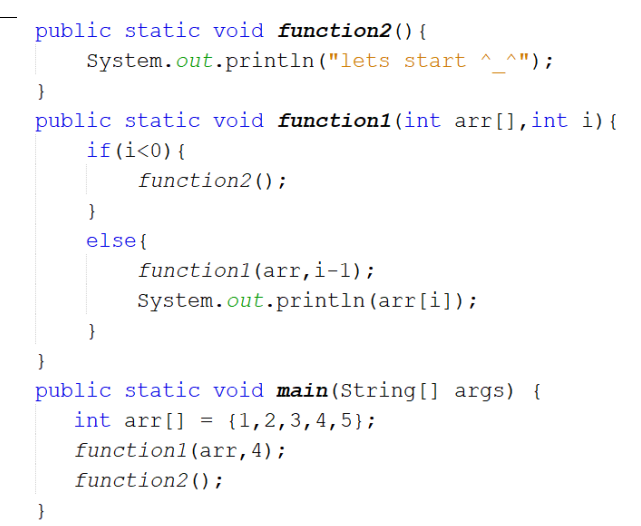 public static void function2(){
System.out.println("lets start ^_^");
}
public static void function1(int arr[],int i){
if(i<0){
function2();
}
else{
function1(arr,i-1);
System.out.println(arr[i]);
}
}
public static void main(String[] args) {
int arr[] = {1,2,3,4,5};
function1(arr,4);
function2();
}